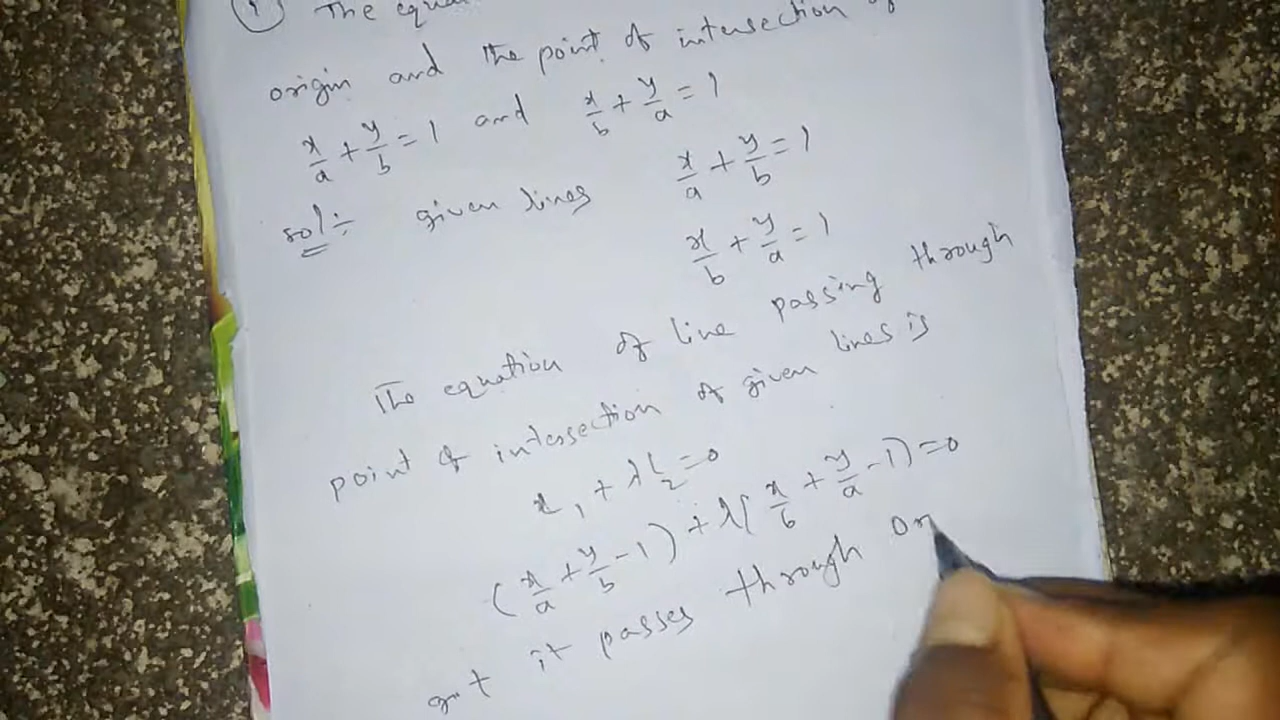 ① The equa
origin and the point of intersection of
x/a + y/b = 1 and x/b + y/a = 1
sol:- given lines x/a + y/b = 1
x/b + y/a = 1
The equation of line passing through
point of intersection of given lines is
L₁ + λL₂ = 0
(x/a + y/b - 1) + λ(x/b + y/a - 1) = 0
it passes through or